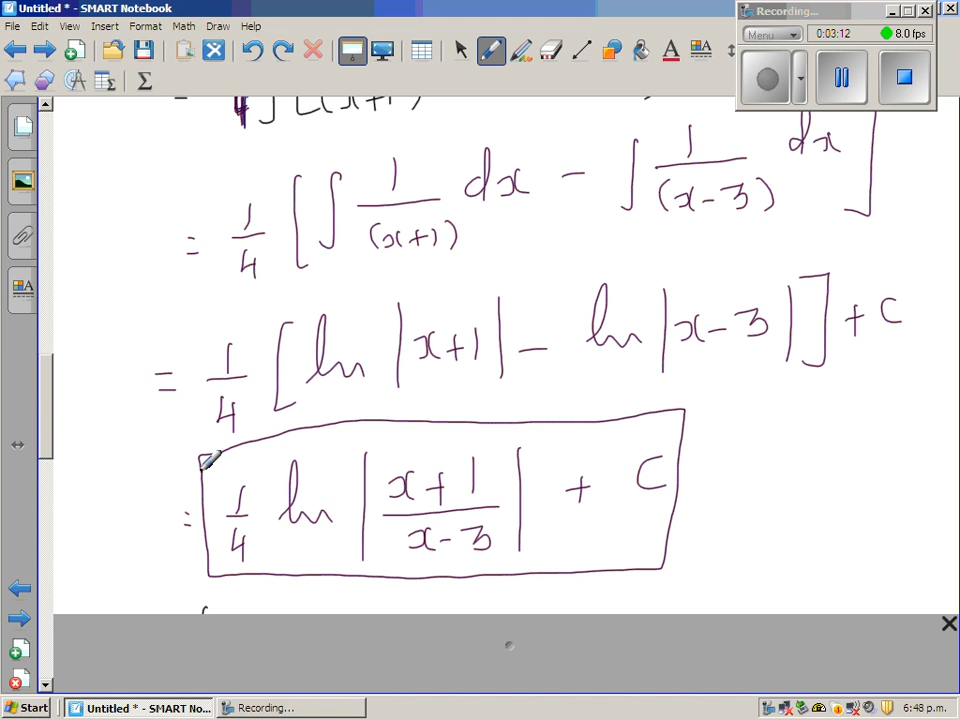 Untitled * - SMART Notebook
File Edit View Insert Format Math Draw Help
Recording...
Menu 0:03:12 8.0 fps
= 1/4 [ ∫ 1/(x+1) dx - ∫ 1/(x-3) dx ]
= 1/4 [ ln |x+1| - ln |x-3| ] + C
= 1/4 ln | x+1 / x-3 | + C
Start Untitled * - SMART No... Recording... 6:48 p.m.